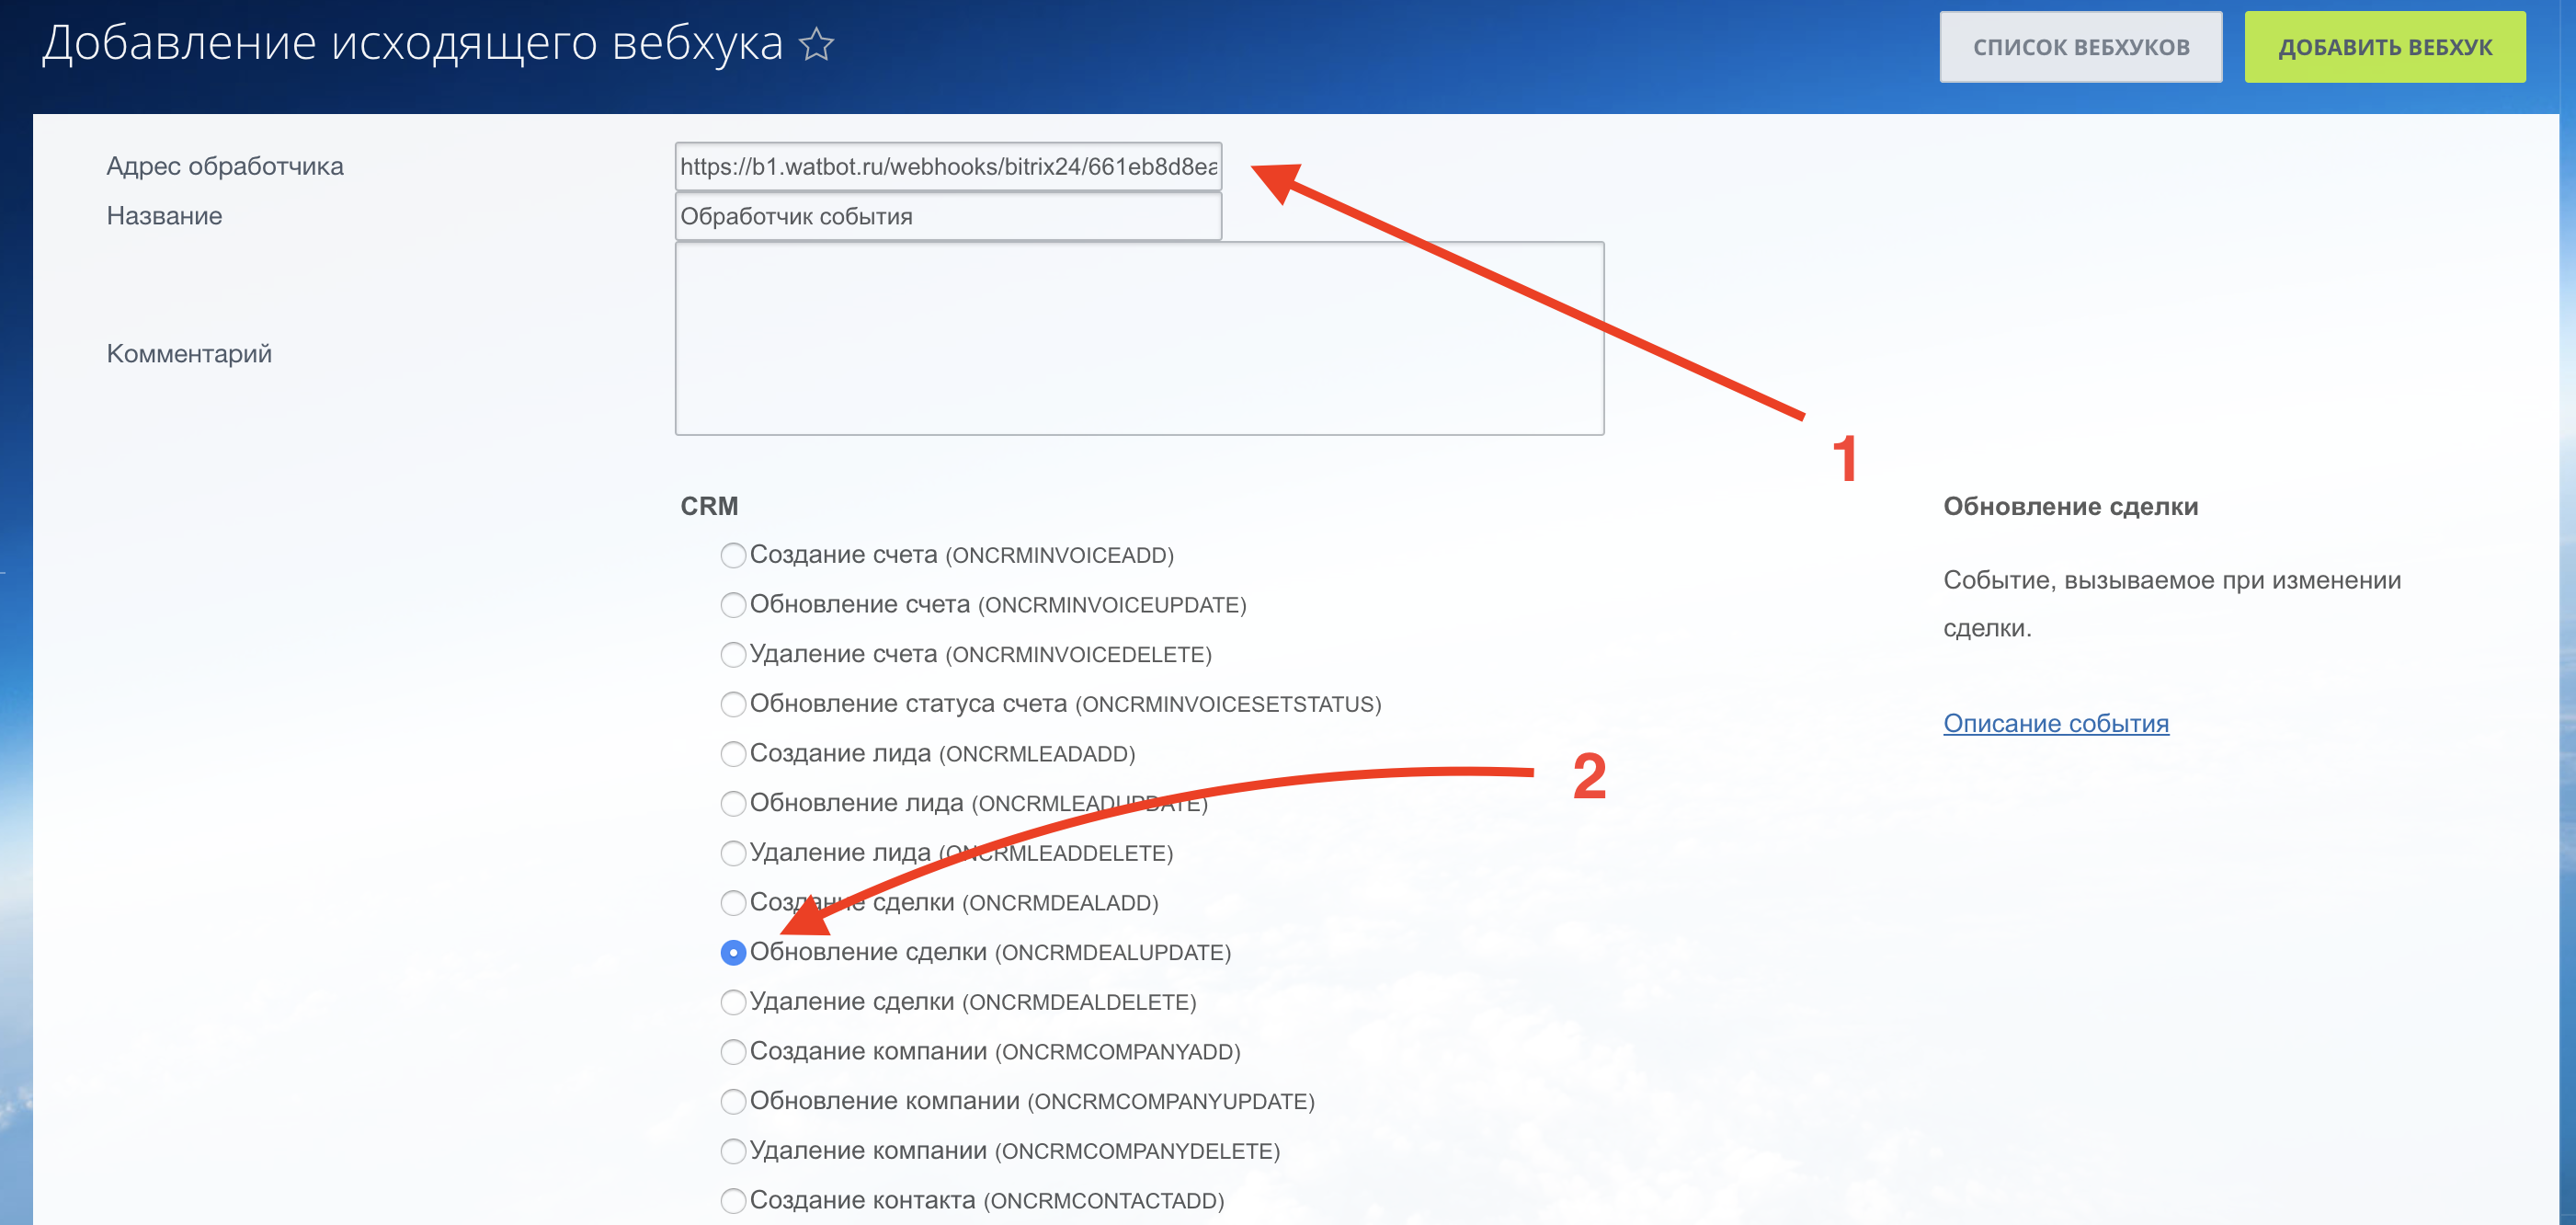 Добавление исходящего вебхука
СПИСОК ВЕБХУКОВ
ДОБАВИТЬ ВЕБХУК
Адрес обработчика
https://b1.watbot.ru/webhooks/bitrix24/661eb8d8ea
Название
Обработчик события
Комментарий
1
CRM
Создание счета (ONCRMINVOICEADD)
Обновление счета (ONCRMINVOICEUPDATE)
Удаление счета (ONCRMINVOICEDELETE)
Обновление статуса счета (ONCRMINVOICESETSTATUS)
Создание лида (ONCRMLEADADD)
2
Обновление лида (ONCRMLEADUPDATE)
Удаление лида (ONCRMLEADDELETE)
Создание сделки (ONCRMDEALADD)
Обновление сделки (ONCRMDEALUPDATE)
Удаление сделки (ONCRMDEALDELETE)
Создание компании (ONCRMCOMPANYADD)
Обновление компании (ONCRMCOMPANYUPDATE)
Удаление компании (ONCRMCOMPANYDELETE)
Создание контакта (ONCRMCONTACTADD)
Обновление сделки
Событие, вызываемое при изменении
сделки.
Описание события